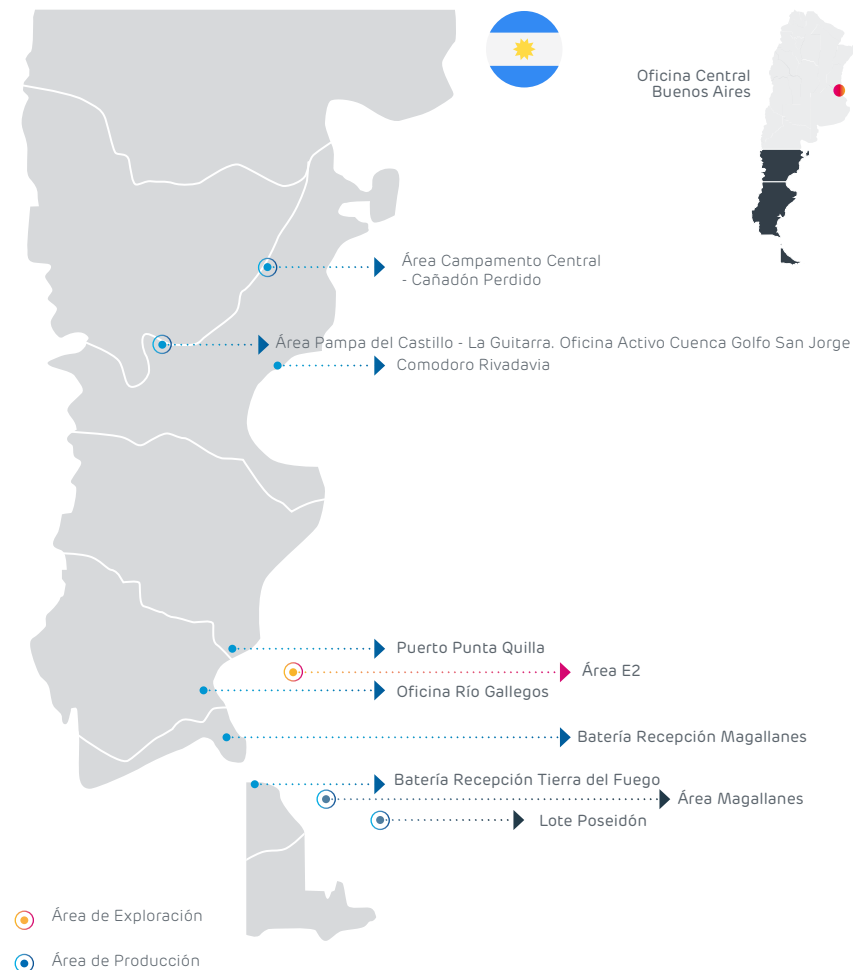 Oficina Central
Buenos Aires
Área Campamento Central
- Cañadón Perdido
Área Pampa del Castillo - La Guitarra. Oficina Activo Cuenca Golfo San Jorge
Comodoro Rivadavia
Puerto Punta Quilla
Área E2
Oficina Río Gallegos
Batería Recepción Magallanes
Batería Recepción Tierra del Fuego
Área Magallanes
Lote Poseidón
Área de Exploración
Área de Producción